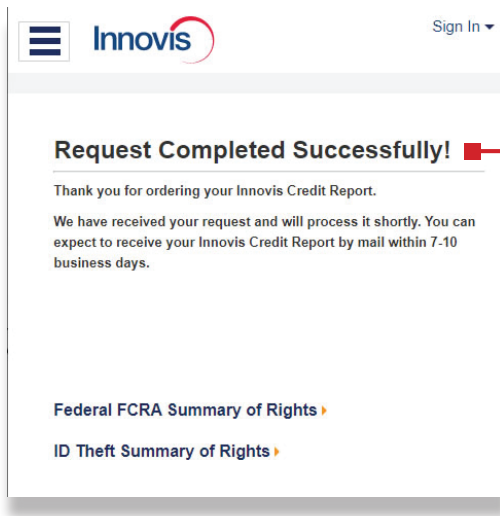 Innovis
Sign In
Request Completed Successfully!
Thank you for ordering your Innovis Credit Report.
We have received your request and will process it shortly. You can
expect to receive your Innovis Credit Report by mail within 7-10
business days.
Federal FCRA Summary of Rights
ID Theft Summary of Rights